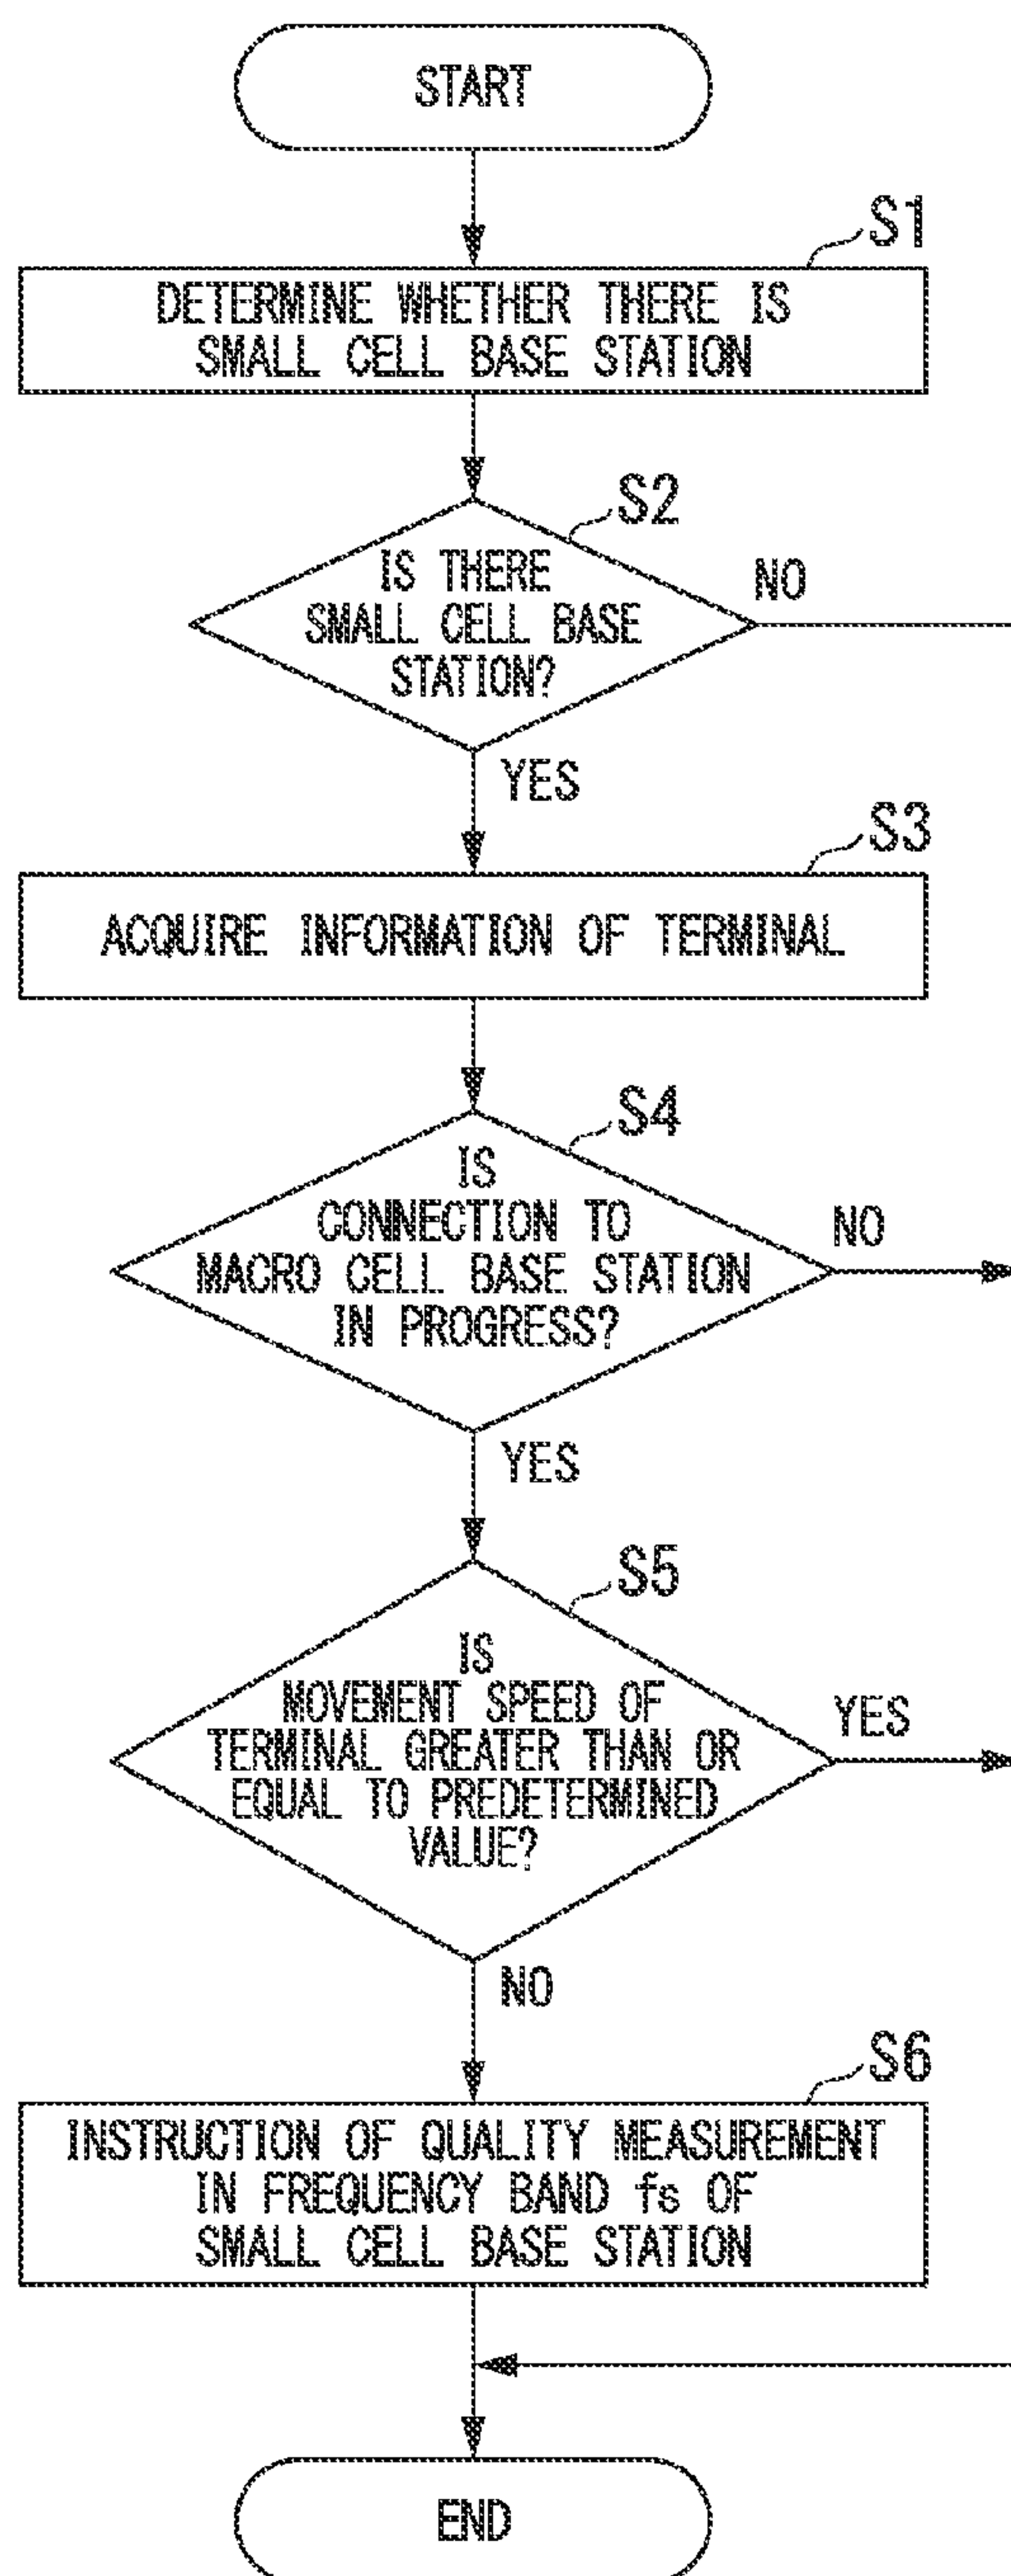 START
S1
DETERMINE WHETHER THERE IS
SMALL CELL BASE STATION
S2
IS THERE
SMALL CELL BASE
STATION?
NO
YES
S3
ACQUIRE INFORMATION OF TERMINAL
S4
IS
CONNECTION TO
MACRO CELL BASE STATION
IN PROGRESS?
NO
YES
S5
IS
MOVEMENT SPEED OF
TERMINAL GREATER THAN OR
EQUAL TO PREDETERMINED
VALUE?
YES
NO
S6
INSTRUCTION OF QUALITY MEASUREMENT
IN FREQUENCY BAND fs OF
SMALL CELL BASE STATION
END